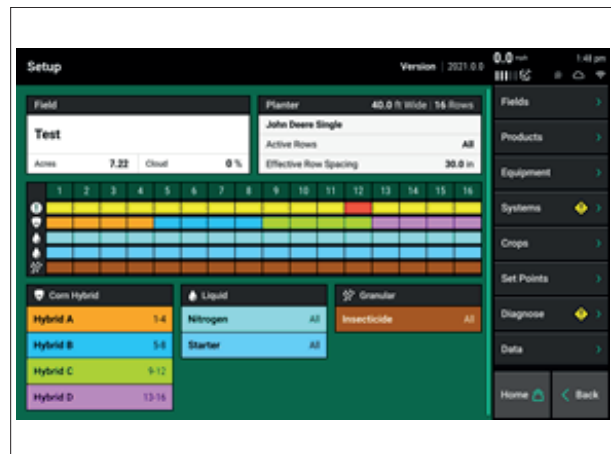 Setup
Version | 2021.0.0
0.0 mph
1:48 pm
Field
Test
Acres 7.22 Cloud 0 %
Planter 40.0 ft Wide | 16 Rows
John Deere Single
Active Rows All
Effective Row Spacing 30.0 in
1 2 3 4 5 6 7 8 9 10 11 12 13 14 15 16
Corn Hybrid
Hybrid A 1-4
Hybrid B 5-8
Hybrid C 9-12
Hybrid D 13-16
Liquid
Nitrogen All
Starter All
Granular
Insecticide All
Fields
Products
Equipment
Systems
Crops
Set Points
Diagnose
Data
Home
Back